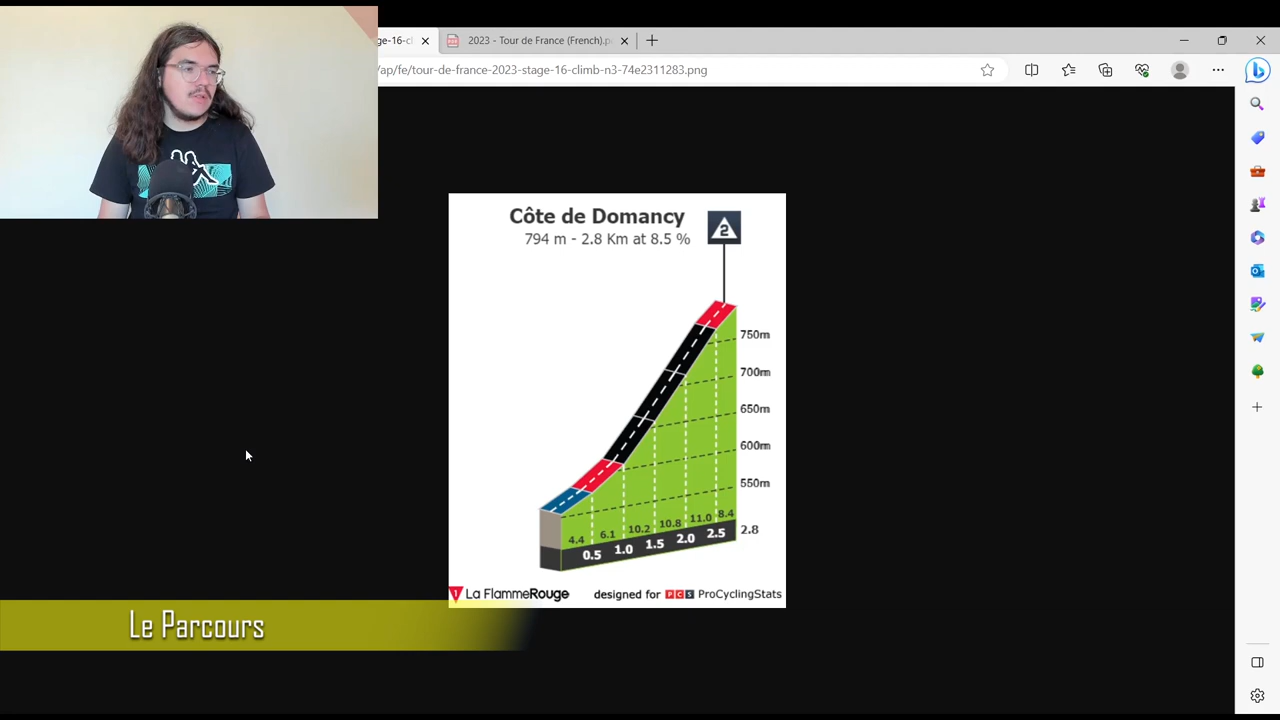 age-16-cl
2023 - Tour de France (French).p
/ap/fe/tour-de-france-2023-stage-16-climb-n3-74e2311283.png
Côte de Domancy
794 m - 2.8 Km at 8.5 %
2
750m
700m
650m
600m
550m
4.4 6.1 10.2 10.8 11.0 8.4
0.5 1.0 1.5 2.0 2.5 2.8
1 La FlammeRouge designed for PCS ProCyclingStats
Le Parcours